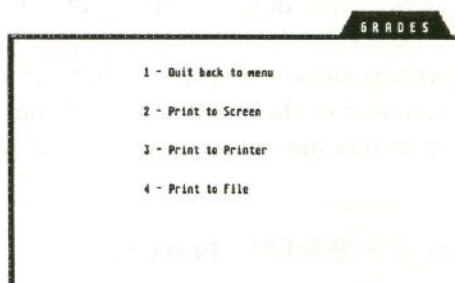 GRADES
1 - Quit back to menu
2 - Print to Screen
3 - Print to Printer
4 - Print to File